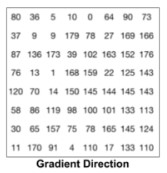 80 36 5 10 0 64 90 73
37 9 9 179 78 27 169 166
87 136 173 39 102 163 152 176
76 13 1 168 159 22 125 143
120 70 14 150 145 144 145 143
58 86 119 98 100 101 133 113
30 65 157 75 78 165 145 124
11 170 91 4 110 17 133 110
Gradient Direction